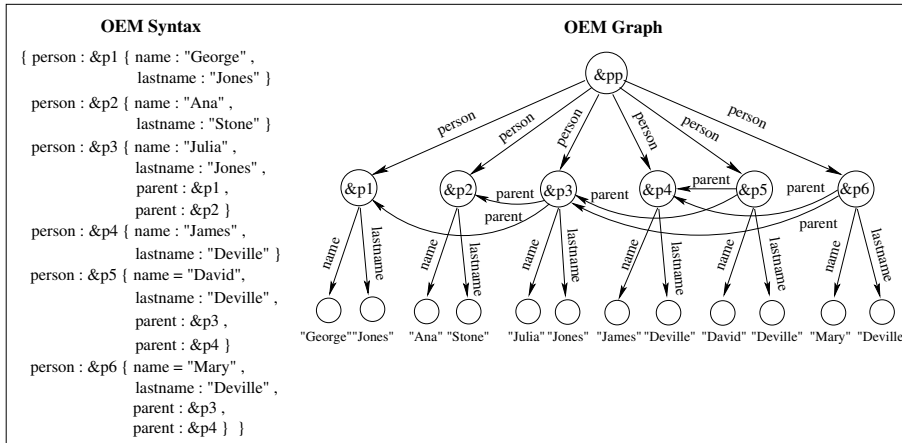 OEM Syntax
{ person : &p1 { name : "George" ,
lastname : "Jones" }
person : &p2 { name : "Ana" ,
lastname : "Stone" }
person : &p3 { name : "Julia" ,
lastname : "Jones" ,
parent : &p1 ,
parent : &p2 }
person : &p4 { name : "James" ,
lastname : "Deville" }
person : &p5 { name = "David",
lastname : "Deville" ,
parent : &p3 ,
parent : &p4 }
person : &p6 { name = "Mary" ,
lastname : "Deville" ,
parent : &p3 ,
parent : &p4 } }
OEM Graph
&pp
person person person person person person
&p1 &p2 &p3 &p4 &p5 &p6
parent parent parent parent
parent parent
name lastname name lastname name lastname name lastname name lastname name lastname
"George" "Jones" "Ana" "Stone" "Julia" "Jones" "James" "Deville" "David" "Deville" "Mary" "Deville